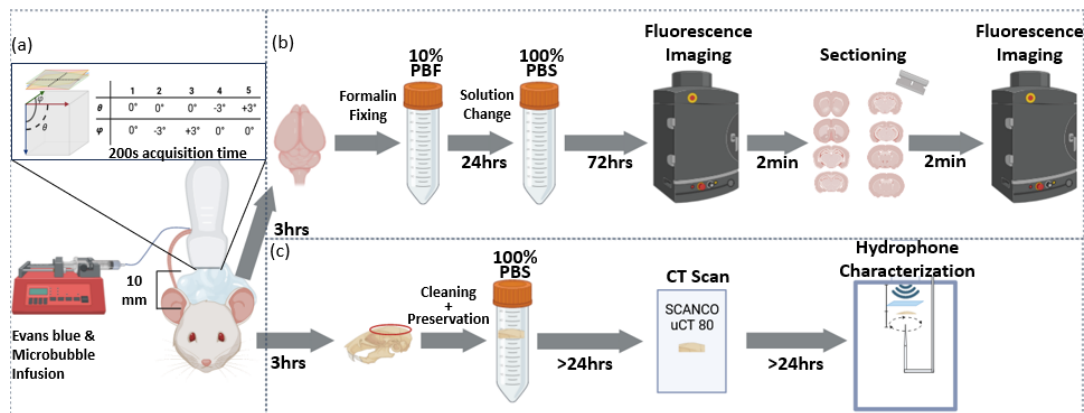 (a)
1 2 3 4 5
θ 0° 0° 0° -3° +3°
φ 0° -3° +3° 0° 0°
φ
θ
200s acquisition time
10
mm
Evans blue &
Microbubble
Infusion
3hrs
3hrs
(b)
Formalin
Fixing
10%
PBF
Solution
Change
24hrs
100%
PBS
72hrs
Fluorescence
Imaging
2min
Sectioning
2min
Fluorescence
Imaging
(c)
Cleaning
+
Preservation
100%
PBS
>24hrs
CT Scan
SCANCO
uCT 80
>24hrs
Hydrophone
Characterization